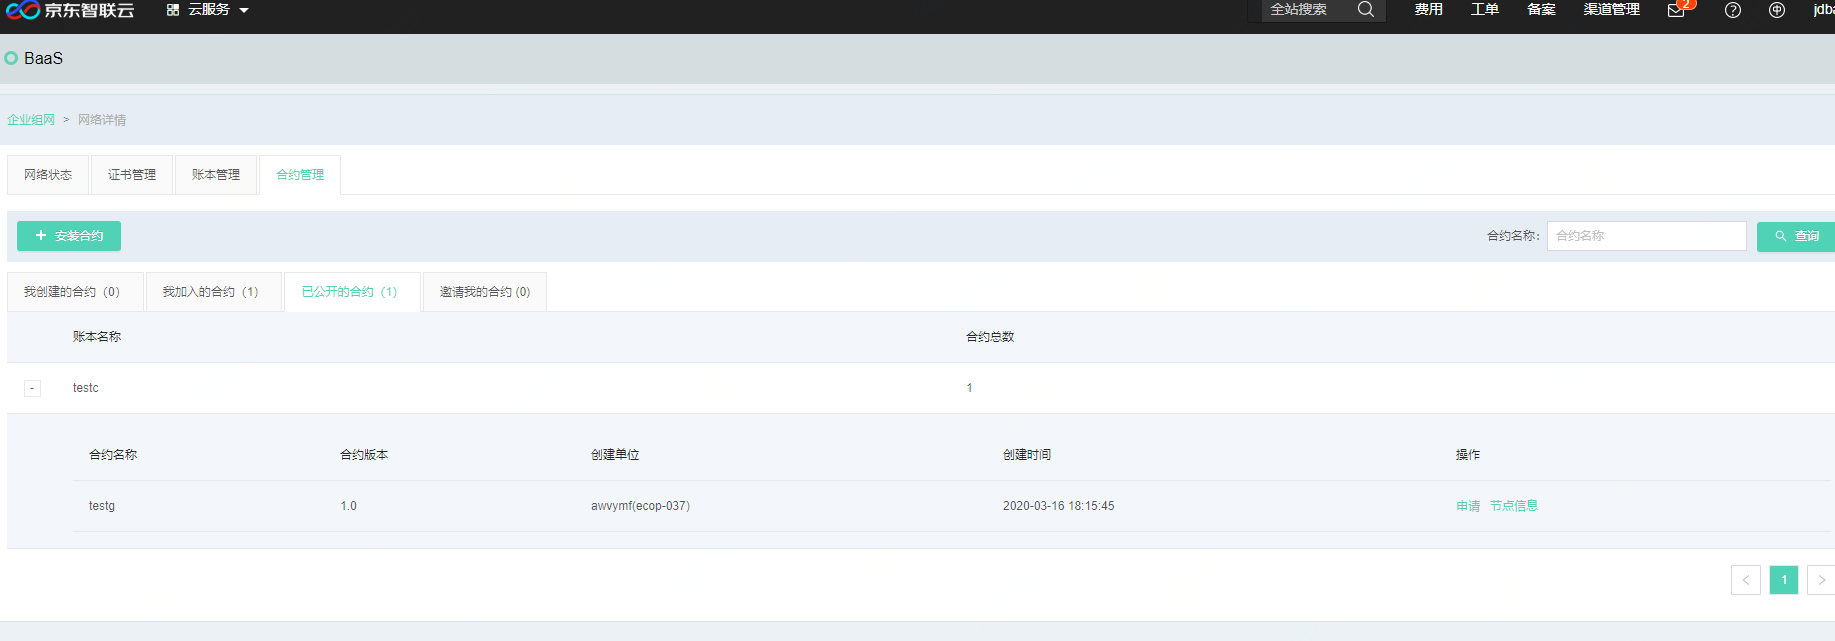 京东智联云 云服务 全站搜索 费用 工单 备案 渠道管理 2 jdba
BaaS
企业组网 > 网络详情
网络状态 证书管理 账本管理 合约管理
+ 安装合约 合约名称: 合约名称 查询
我创建的合约（0） 我加入的合约（1） 已公开的合约（1） 邀请我的合约 (0)
账本名称 合约总数
- testc 1
合约名称 合约版本 创建单位 创建时间 操作
testg 1.0 awvymf(ecop-037) 2020-03-16 18:15:45 申请 节点信息
< 1 >